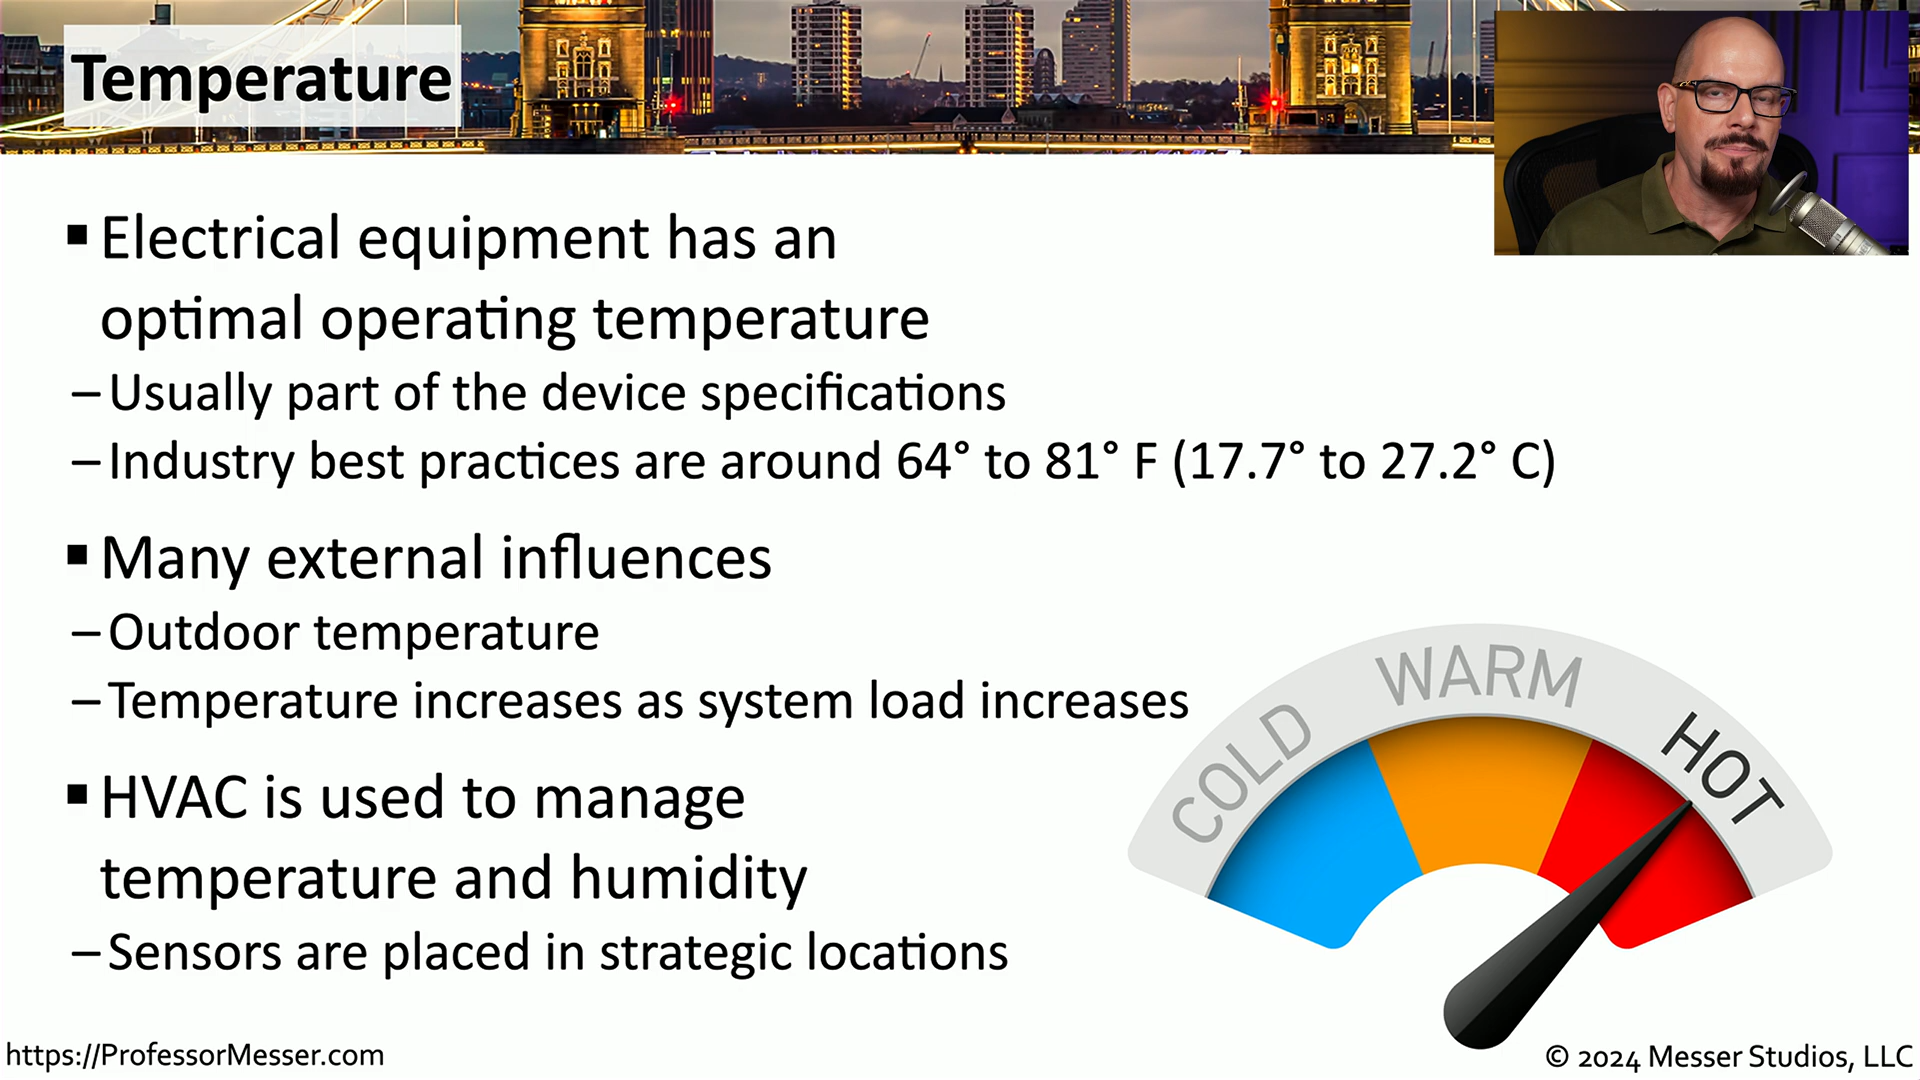 Temperature
▪ Electrical equipment has an
optimal operating temperature
– Usually part of the device specifications
– Industry best practices are around 64° to 81° F (17.7° to 27.2° C)
▪ Many external influences
– Outdoor temperature
– Temperature increases as system load increases
▪ HVAC is used to manage
temperature and humidity
– Sensors are placed in strategic locations
COLD
WARM
HOT
https://ProfessorMesser.com
© 2024 Messer Studios, LLC